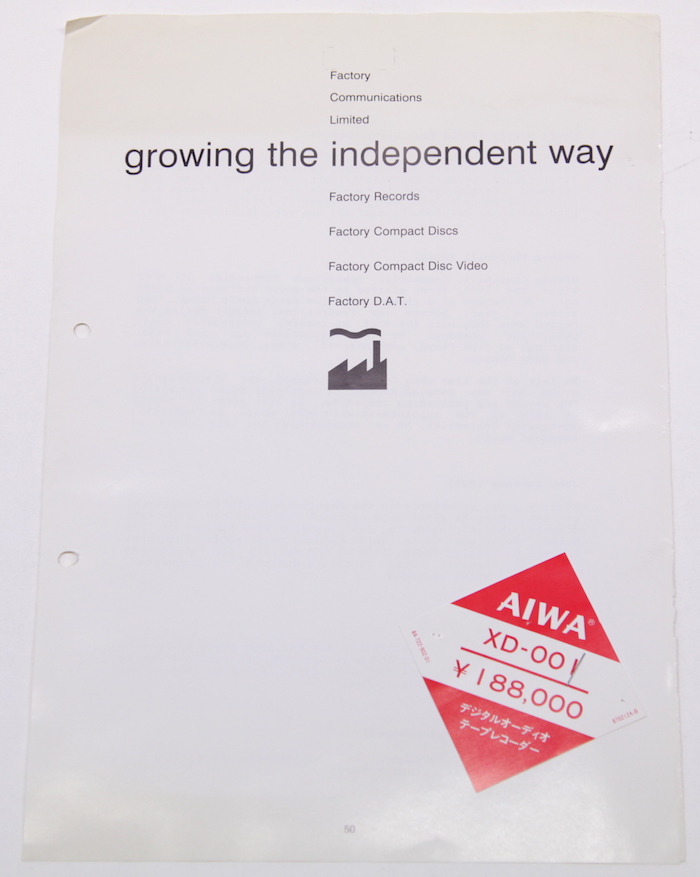 Factory
Communications
Limited
growing the independent way
Factory Records
Factory Compact Discs
Factory Compact Disc Video
Factory D.A.T.
AIWA®
XD-001
¥188,000
デジタルオーディオ
テープレコーダー
50